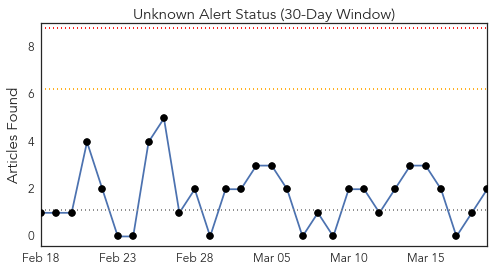 Unknown Alert Status (30-Day Window)
Articles Found
8
6
4
2
0
Feb 18 Feb 23 Feb 28 Mar 05 Mar 10 Mar 15